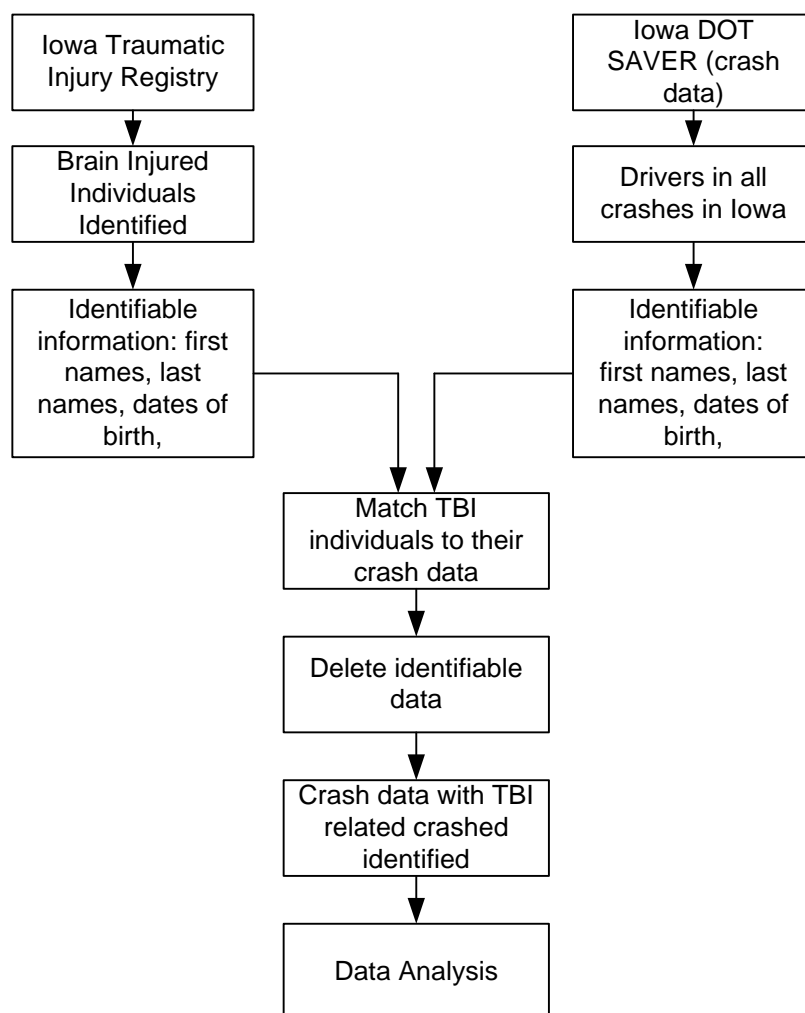 Iowa Traumatic
Injury Registry
Iowa DOT
SAVER (crash
data)
Brain Injured
Individuals
Identified
Drivers in all
crashes in Iowa
Identifiable
information: first
names, last
names, dates of
birth,
Identifiable
information:
first names, last
names, dates of
birth,
Match TBI
individuals to their
crash data
Delete identifiable
data
Crash data with TBI
related crashed
identified
Data Analysis